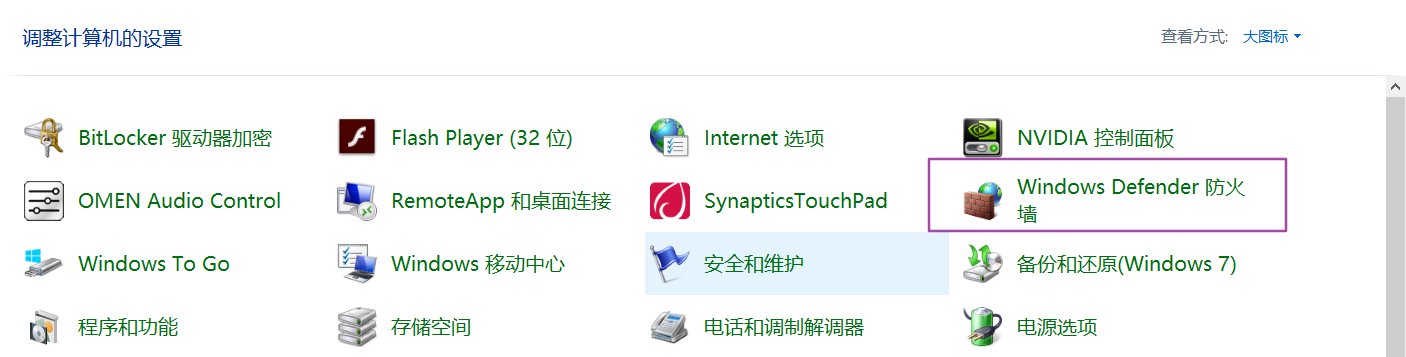 调整计算机的设置
查看方式: 大图标
BitLocker 驱动器加密
Flash Player (32 位)
Internet 选项
NVIDIA 控制面板
OMEN Audio Control
RemoteApp 和桌面连接
SynapticsTouchPad
Windows Defender 防火
墙
Windows To Go
Windows 移动中心
安全和维护
备份和还原(Windows 7)
程序和功能
存储空间
电话和调制解调器
电源选项